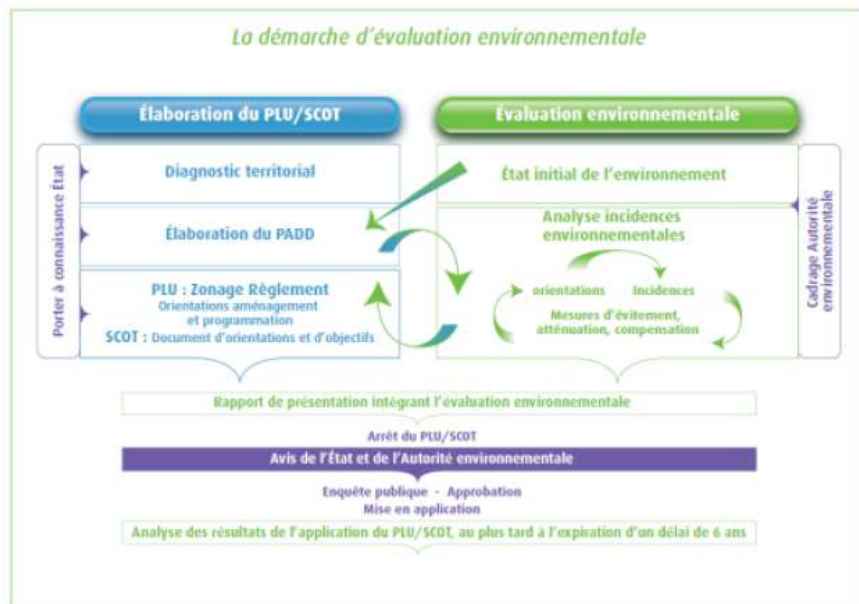 La démarche d'évaluation environnementale
Élaboration du PLU/SCOT
Évaluation environnementale
Porter à connaissance État
Diagnostic territorial
Élaboration du PADD
PLU : Zonage Règlement
Orientations aménagement
et programmation
SCOT : Document d'orientations et d'objectifs
État initial de l'environnement
Analyse incidences
environnementales
orientations
Incidences
Mesures d'évitement,
atténuation, compensation
Cadrage Autorité
environnementale
Rapport de présentation intégrant l'évaluation environnementale
Arrêt du PLU/SCOT
Avis de l'État et de l'Autorité environnementale
Enquête publique - Approbation
Mise en application
Analyse des résultats de l'application du PLU/SCOT, au plus tard à l'expiration d'un délai de 6 ans